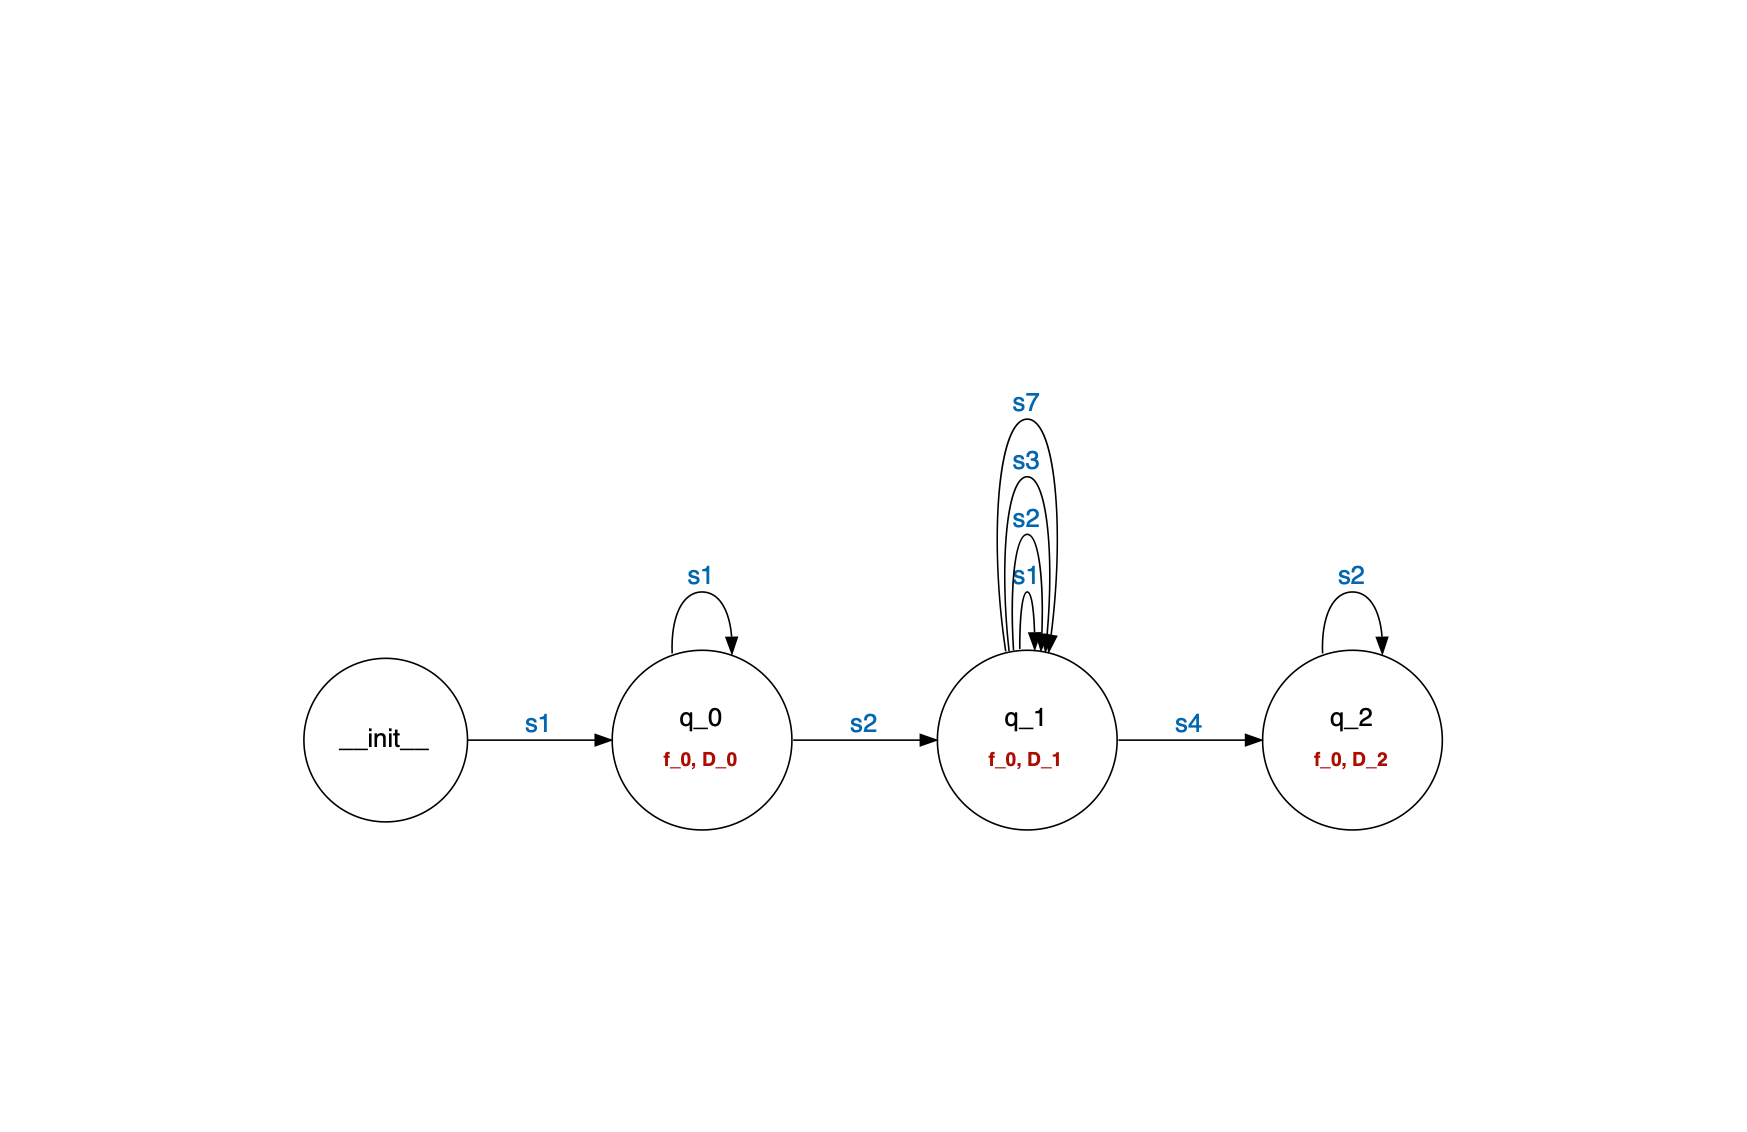 s7
s3
s2
s1
s1
s2
__init__
s1
q_0
f_0, D_0
s2
q_1
f_0, D_1
s4
q_2
f_0, D_2